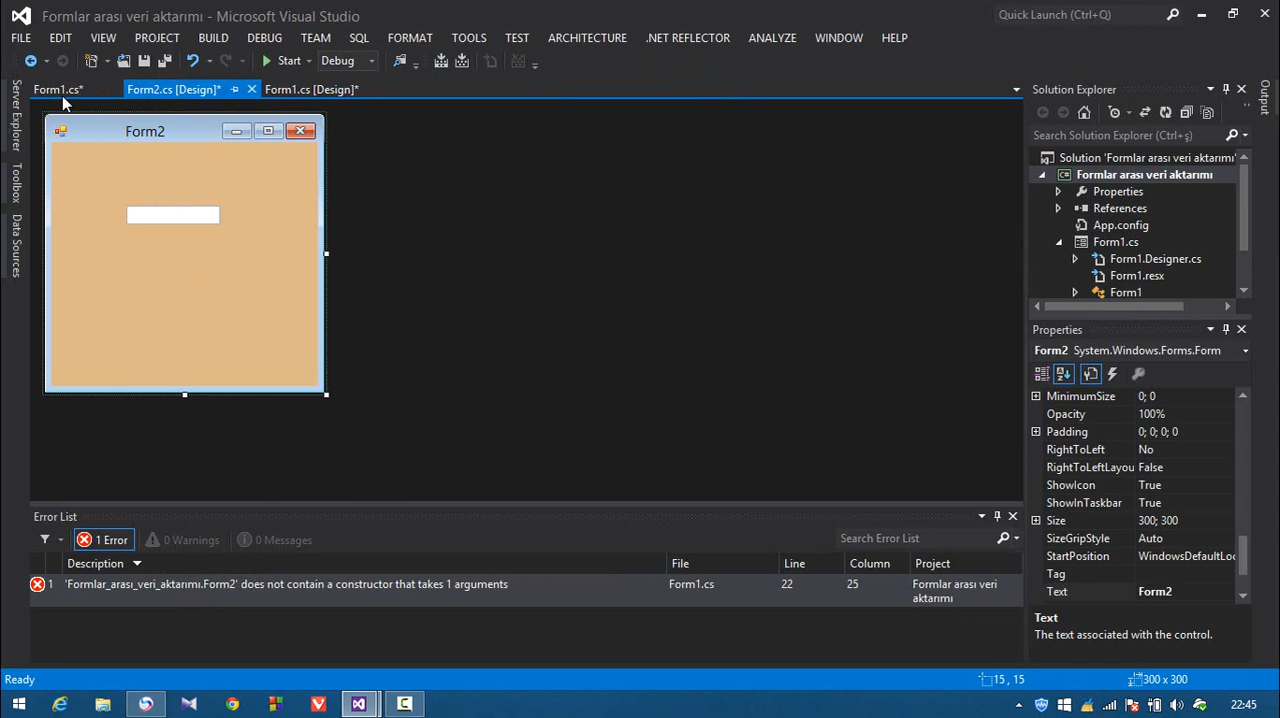 Formlar arası veri aktarımı - Microsoft Visual Studio
Quick Launch (Ctrl+Q)
FILE EDIT VIEW PROJECT BUILD DEBUG TEAM SQL FORMAT TOOLS TEST ARCHITECTURE .NET REFLECTOR ANALYZE WINDOW HELP
Start Debug
Server Explorer
Toolbox
Data Sources
Form1.cs* Form2.cs [Design]* Form1.cs [Design]*
Form2
Solution Explorer
Search Solution Explorer (Ctrl+ş)
Solution 'Formlar arası veri aktarımı'
Formlar arası veri aktarımı
Properties
References
App.config
Form1.cs
Form1.Designer.cs
Form1.resx
Form1
Output
Properties
Form2 System.Windows.Forms.Form
MinimumSize 0; 0
Opacity 100%
Padding 0; 0; 0; 0
RightToLeft No
RightToLeftLayou False
ShowIcon True
ShowInTaskbar True
Size 300; 300
SizeGripStyle Auto
StartPosition WindowsDefaultLoc
Tag
Text Form2
Text
The text associated with the control.
Error List
1 Error 0 Warnings 0 Messages
Search Error List
Description File Line Column Project
1 'Formlar_arası_veri_aktarımı.Form2' does not contain a constructor that takes 1 arguments Form1.cs 22 25 Formlar arası veri
aktarımı
Ready 15 , 15 300 x 300
22:45